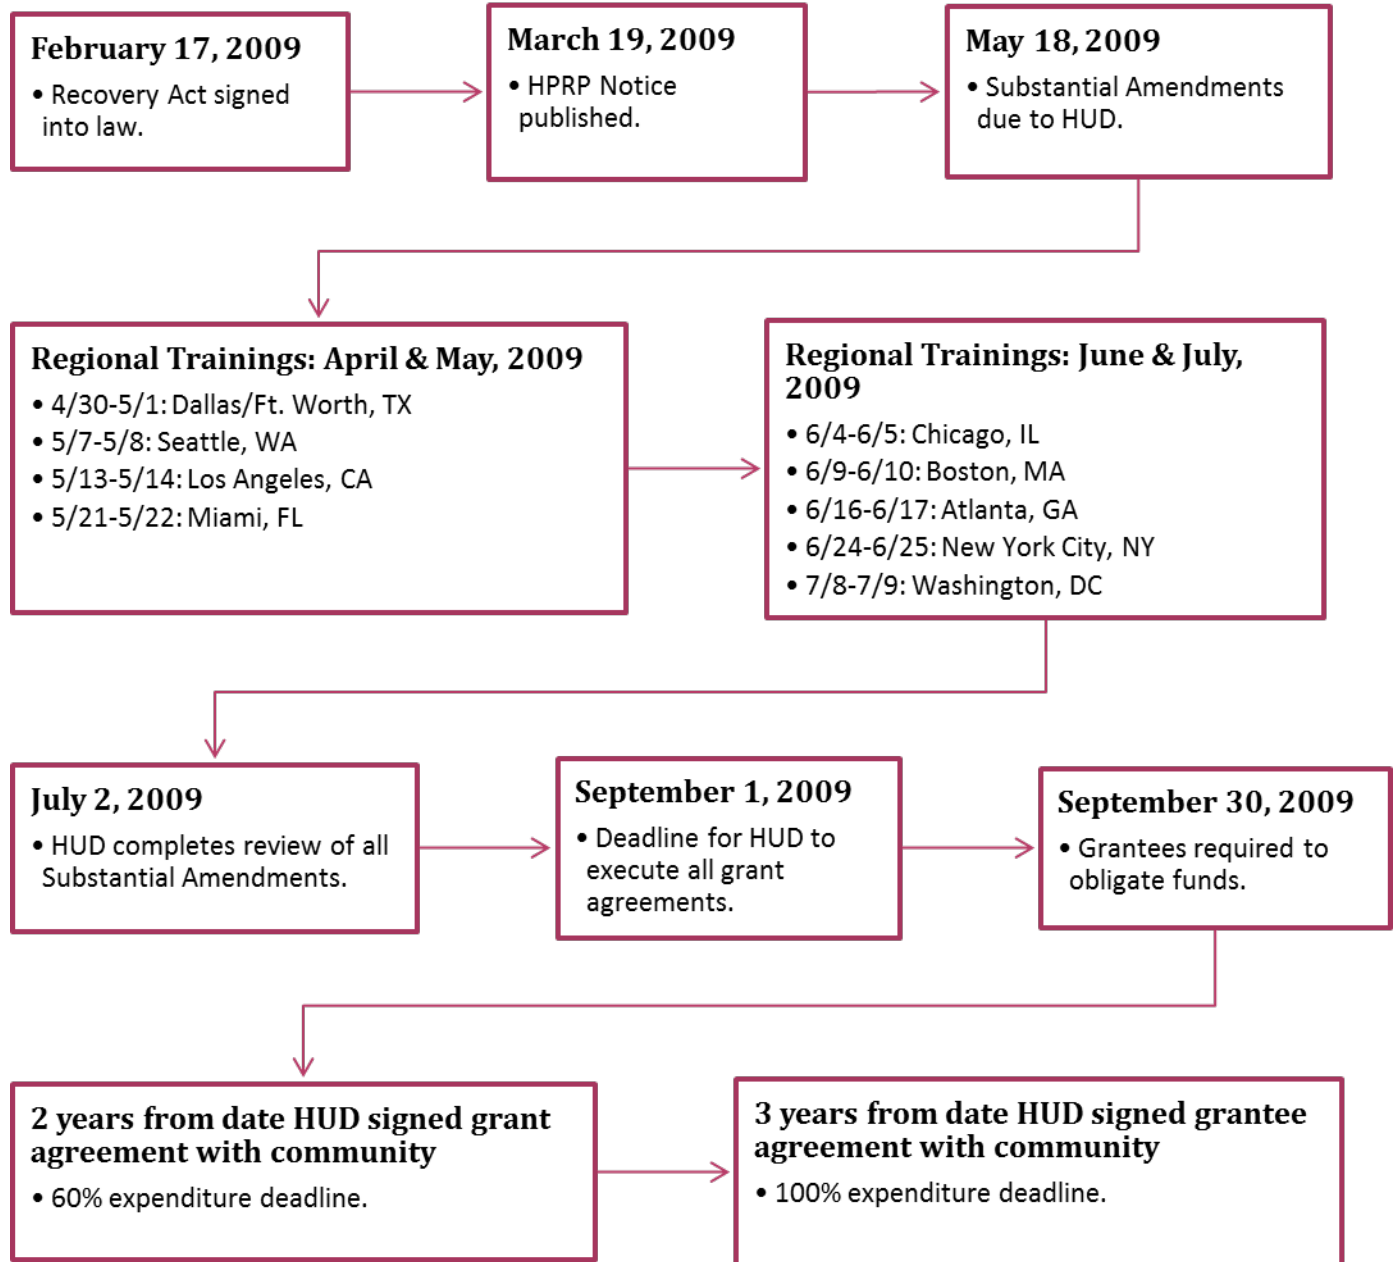 February 17, 2009
• Recovery Act signed
into law.
March 19, 2009
• HPRP Notice
published.
May 18, 2009
• Substantial Amendments
due to HUD.
Regional Trainings: April & May, 2009
• 4/30-5/1: Dallas/Ft. Worth, TX
• 5/7-5/8: Seattle, WA
• 5/13-5/14: Los Angeles, CA
• 5/21-5/22: Miami, FL
Regional Trainings: June & July,
2009
• 6/4-6/5: Chicago, IL
• 6/9-6/10: Boston, MA
• 6/16-6/17: Atlanta, GA
• 6/24-6/25: New York City, NY
• 7/8-7/9: Washington, DC
July 2, 2009
• HUD completes review of all
Substantial Amendments.
September 1, 2009
• Deadline for HUD to
execute all grant
agreements.
September 30, 2009
• Grantees required to
obligate funds.
2 years from date HUD signed grant
agreement with community
• 60% expenditure deadline.
3 years from date HUD signed grantee
agreement with community
• 100% expenditure deadline.